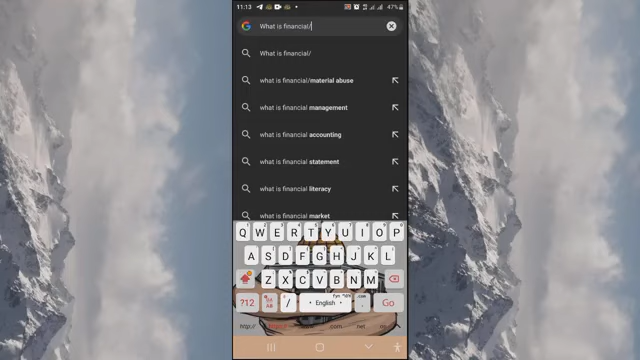 11:13
47%
What is financial/
What is financial/
what is financial/material abuse
what is financial management
what is financial accounting
what is financial statement
what is financial literacy
what is financial market
Q W E R T Y U I O P
A S D F G H J K L
Z X C V B N M
?12 / English . Go
http:// .com .net